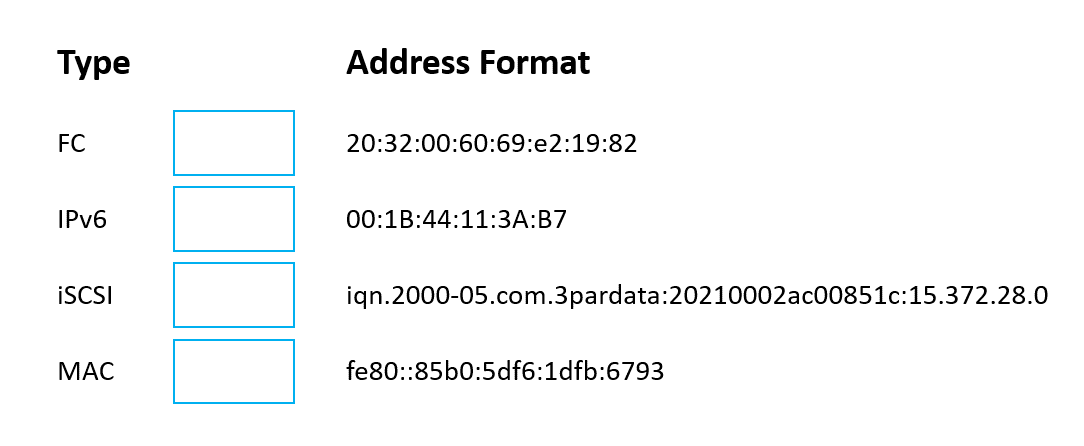 Type Address Format
FC 20:32:00:60:69:e2:19:82
IPv6 00:1B:44:11:3A:B7
iSCSI iqn.2000-05.com.3pardata:20210002ac00851c:15.372.28.0
MAC fe80::85b0:5df6:1dfb:6793